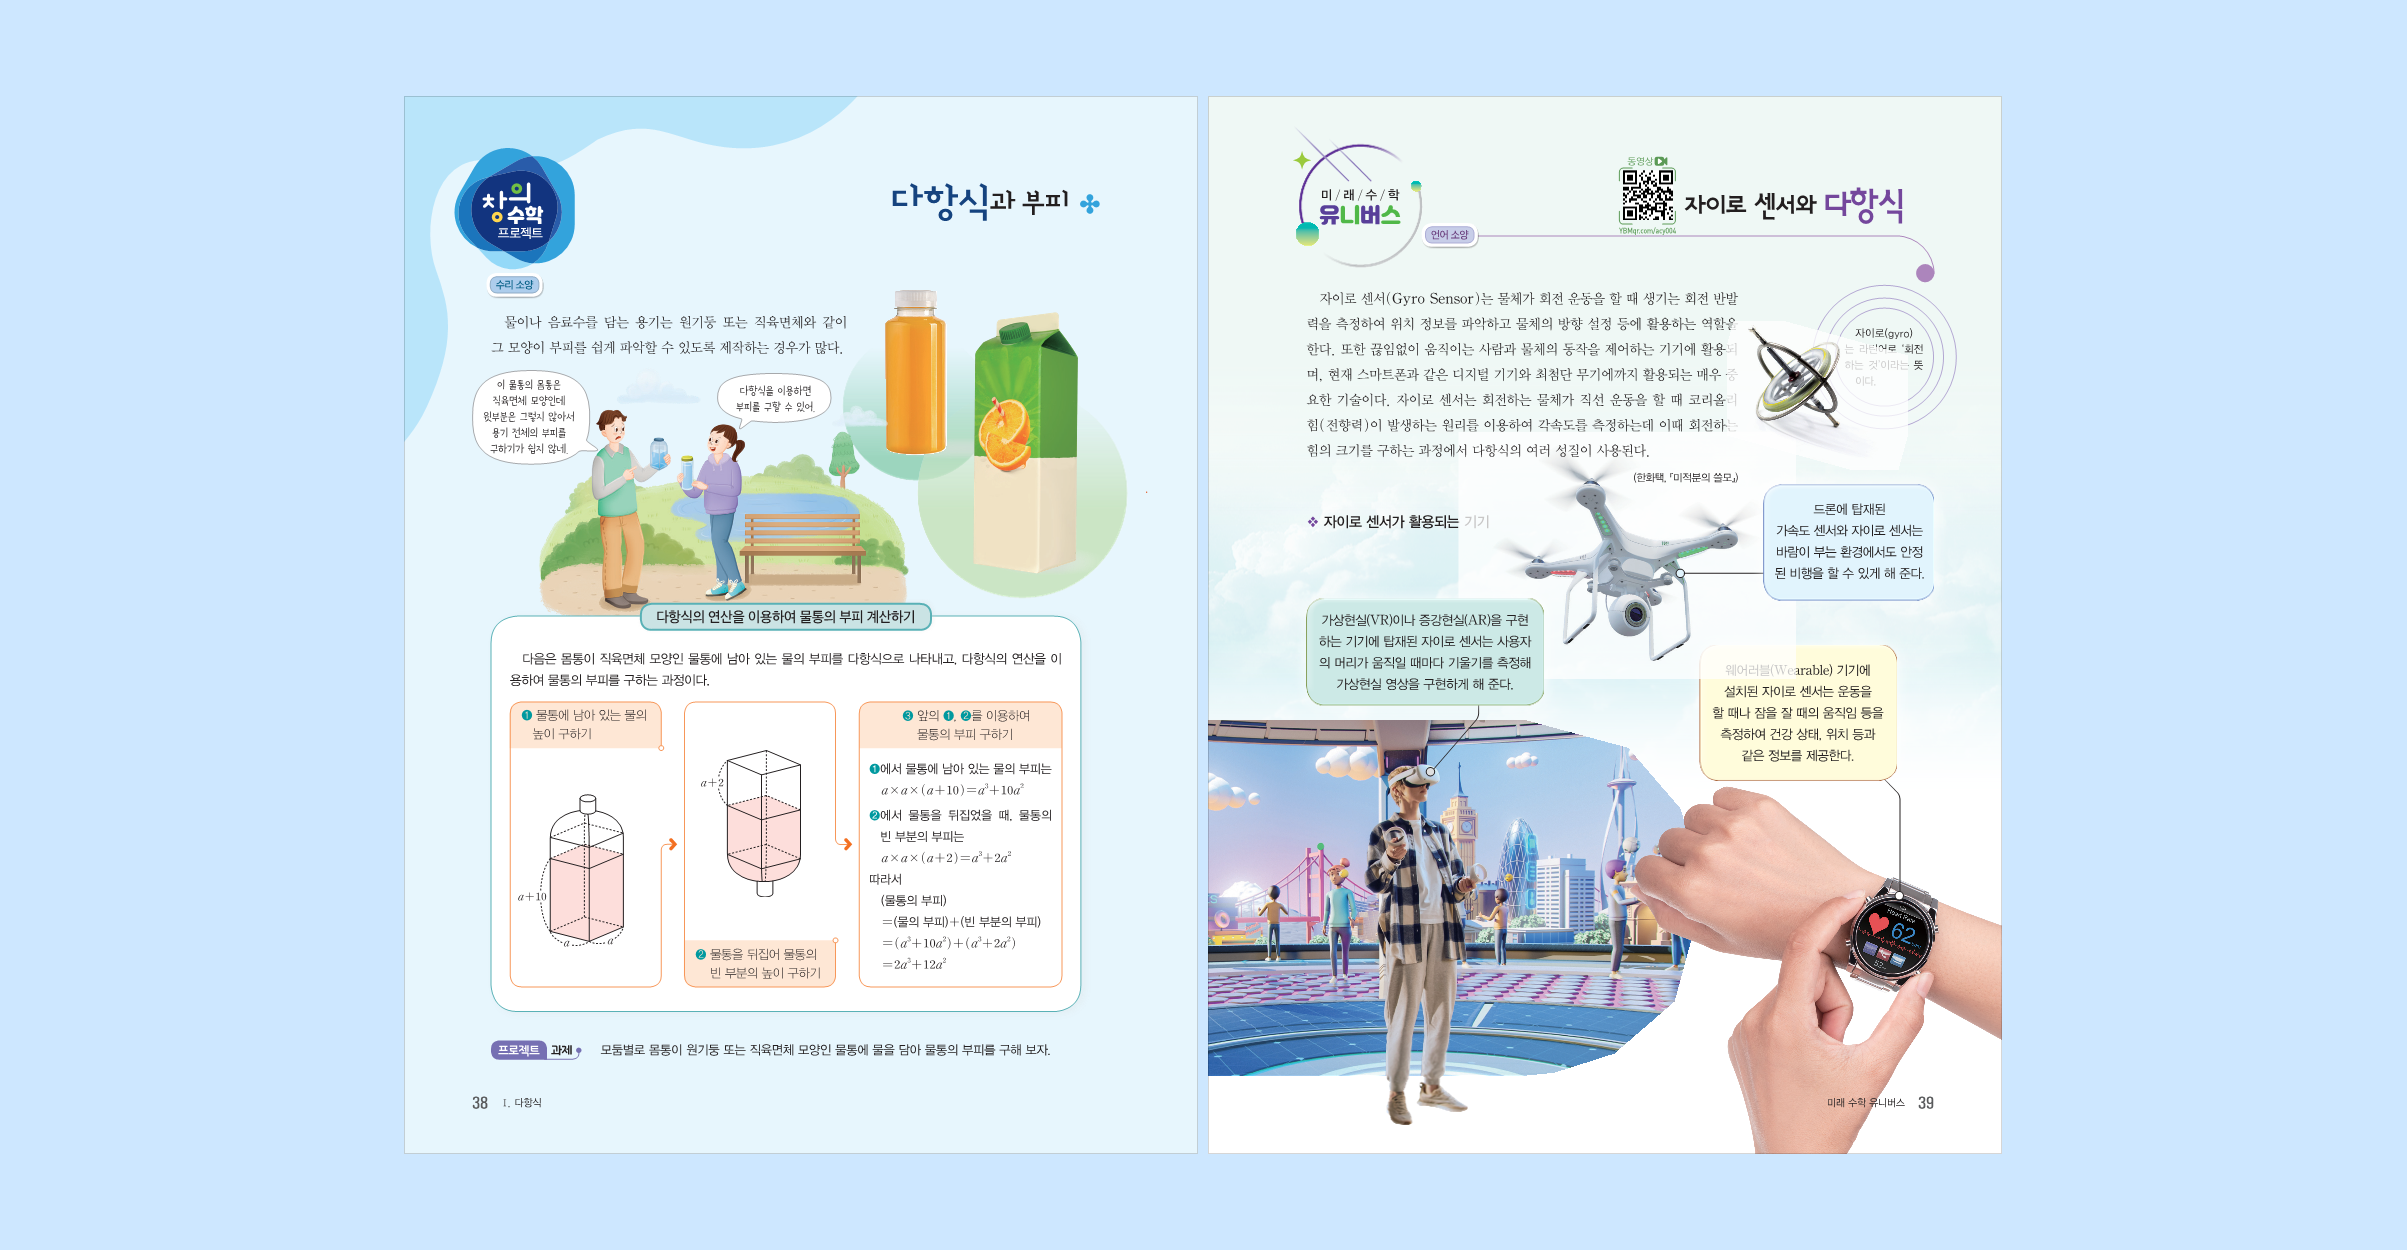 창의
수학
프로젝트
다항식과 부피
수리 소양
물이나 음료수를 담는 용기는 원기둥 또는 직육면체와 같이
그 모양이 부피를 쉽게 파악할 수 있도록 제작하는 경우가 많다.
이 물통의 몸통은
직육면체 모양인데
윗부분은 그렇지 않아서
용기 전체의 부피를
구하기가 쉽지 않네.
다항식을 이용하면
부피를 구할 수 있어.
다항식의 연산을 이용하여 물통의 부피 계산하기
다음은 몸통이 직육면체 모양인 물통에 남아 있는 물의 부피를 다항식으로 나타내고, 다항식의 연산을 이
용하여 물통의 부피를 구하는 과정이다.
❶ 물통에 남아 있는 물의
높이 구하기
a+10
a
a
a+2
❷ 물통을 뒤집어 물통의
빈 부분의 높이 구하기
❸ 앞의 ❶, ❷를 이용하여
물통의 부피 구하기
❶에서 물통에 남아 있는 물의 부피는
a×a×(a+10)=a³+10a²
❷에서 물통을 뒤집었을 때, 물통의
빈 부분의 부피는
a×a×(a+2)=a³+2a²
따라서
(물통의 부피)
=(물의 부피)+(빈 부분의 부피)
=(a³+10a²)+(a³+2a²)
=2a³+12a²
프로젝트 과제 모둠별로 몸통이 원기둥 또는 직육면체 모양인 물통에 물을 담아 물통의 부피를 구해 보자.
38 Ⅰ. 다항식
미/래/수/학
유니버스
언어 소양
동영상
YBMqr.com/acy004
자이로 센서와 다항식
자이로 센서(Gyro Sensor)는 물체가 회전 운동을 할 때 생기는 회전 반발
력을 측정하여 위치 정보를 파악하고 물체의 방향 설정 등에 활용하는 역할을
한다. 또한 끊임없이 움직이는 사람과 물체의 동작을 제어하는 기기에 활용되
며, 현재 스마트폰과 같은 디지털 기기와 최첨단 무기에까지 활용되는 매우 중
요한 기술이다. 자이로 센서는 회전하는 물체가 직선 운동을 할 때 코리올리
힘(전향력)이 발생하는 원리를 이용하여 각속도를 측정하는데 이때 회전하는
힘의 크기를 구하는 과정에서 다항식의 여러 성질이 사용된다.
(한화택, 『미적분의 쓸모』)
자이로(gyro)
는 라틴어로 ‘회전
하는 것’이라는 뜻
이다.
❖ 자이로 센서가 활용되는 기기
드론에 탑재된
가속도 센서와 자이로 센서는
바람이 부는 환경에서도 안정
된 비행을 할 수 있게 해 준다.
가상현실(VR)이나 증강현실(AR)을 구현
하는 기기에 탑재된 자이로 센서는 사용자
의 머리가 움직일 때마다 기울기를 측정해
가상현실 영상을 구현하게 해 준다.
웨어러블(Wearable) 기기에
설치된 자이로 센서는 운동을
할 때나 잠을 잘 때의 움직임 등을
측정하여 건강 상태, 위치 등과
같은 정보를 제공한다.
Heart Rate
62
미래 수학 유니버스 39